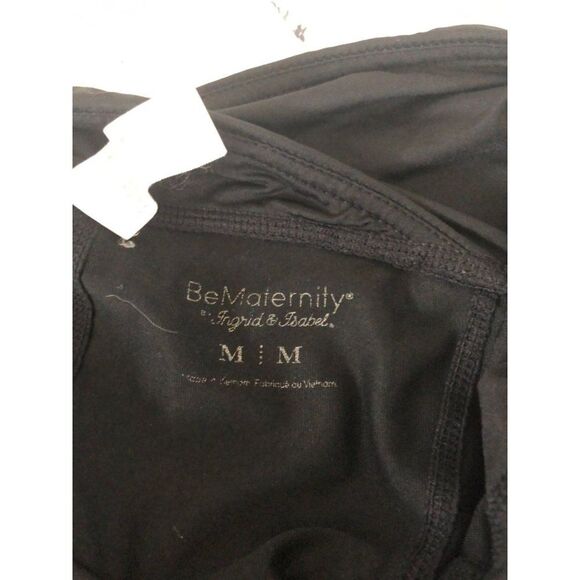 BeMaternity®
BY Ingrid & Isabel®
M M
Made in Vietnam Fabriqué au Vietnam